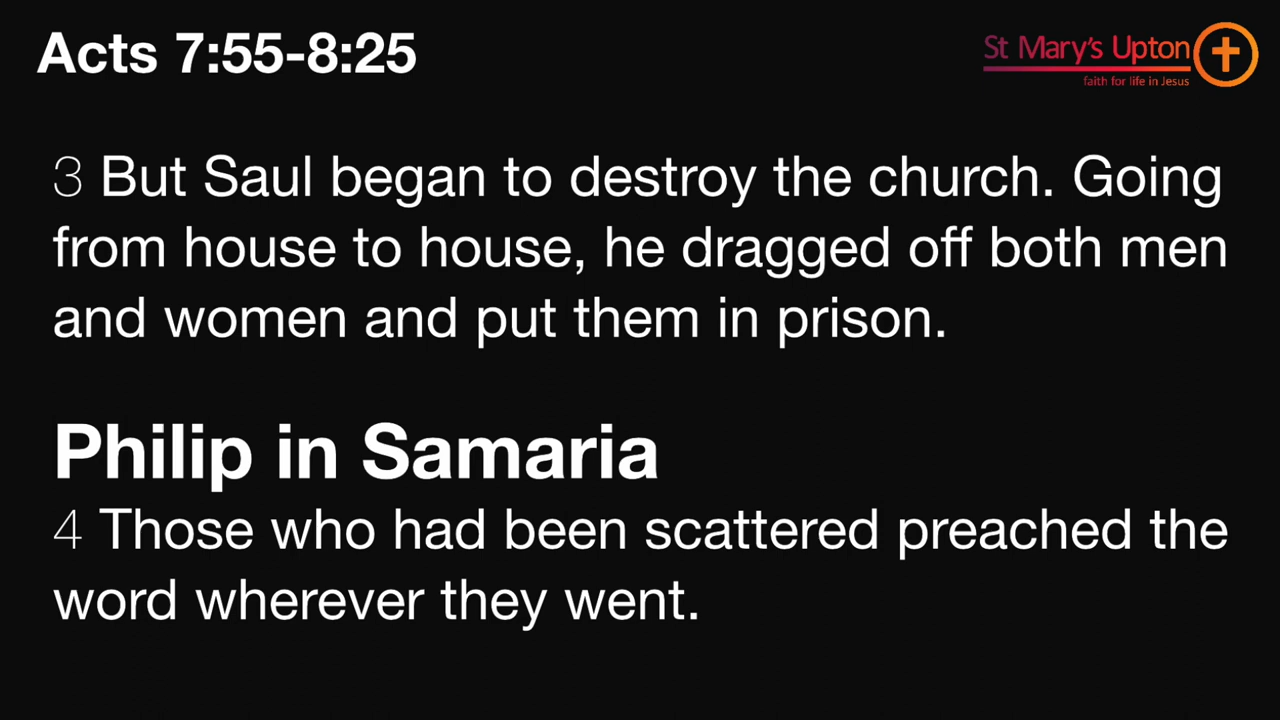 Acts 7:55-8:25
St Mary's Upton
faith for life in Jesus
3 But Saul began to destroy the church. Going
from house to house, he dragged off both men
and women and put them in prison.
Philip in Samaria
4 Those who had been scattered preached the
word wherever they went.